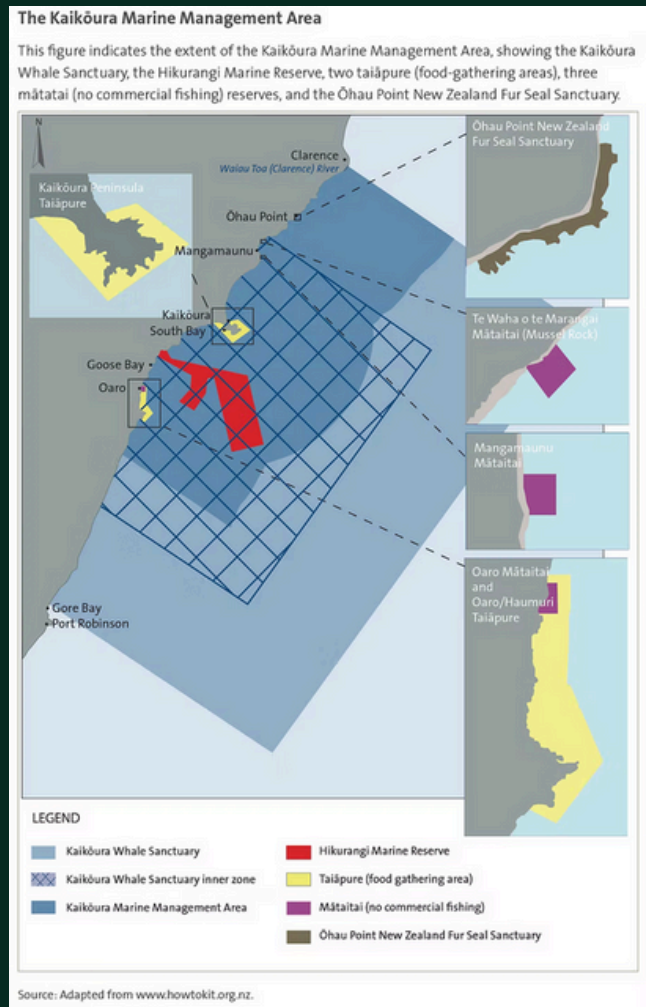 The Kaikōura Marine Management Area
This figure indicates the extent of the Kaikōura Marine Management Area, showing the Kaikōura
Whale Sanctuary, the Hikurangi Marine Reserve, two taiāpure (food-gathering areas), three
mātatai (no commercial fishing) reserves, and the Ōhau Point New Zealand Fur Seal Sanctuary.
N
Clarence
Waiau Toa (Clarence) River
Ōhau Point New Zealand
Fur Seal Sanctuary
Kaikōura Peninsula
Taiāpure
Ōhau Point
Mangamaunu
Kaikōura
South Bay
Te Waha o te Marangai
Mātaitai (Mussel Rock)
Goose Bay
Oaro
Mangamaunu
Mātaitai
Oaro Mātaitai
and
Oaro/Haumuri
Taiāpure
Gore Bay
Port Robinson
LEGEND
Kaikōura Whale Sanctuary
Kaikōura Whale Sanctuary inner zone
Kaikōura Marine Management Area
Hikurangi Marine Reserve
Taiāpure (food gathering area)
Mātaitai (no commercial fishing)
Ōhau Point New Zealand Fur Seal Sanctuary
Source: Adapted from www.howtokit.org.nz.